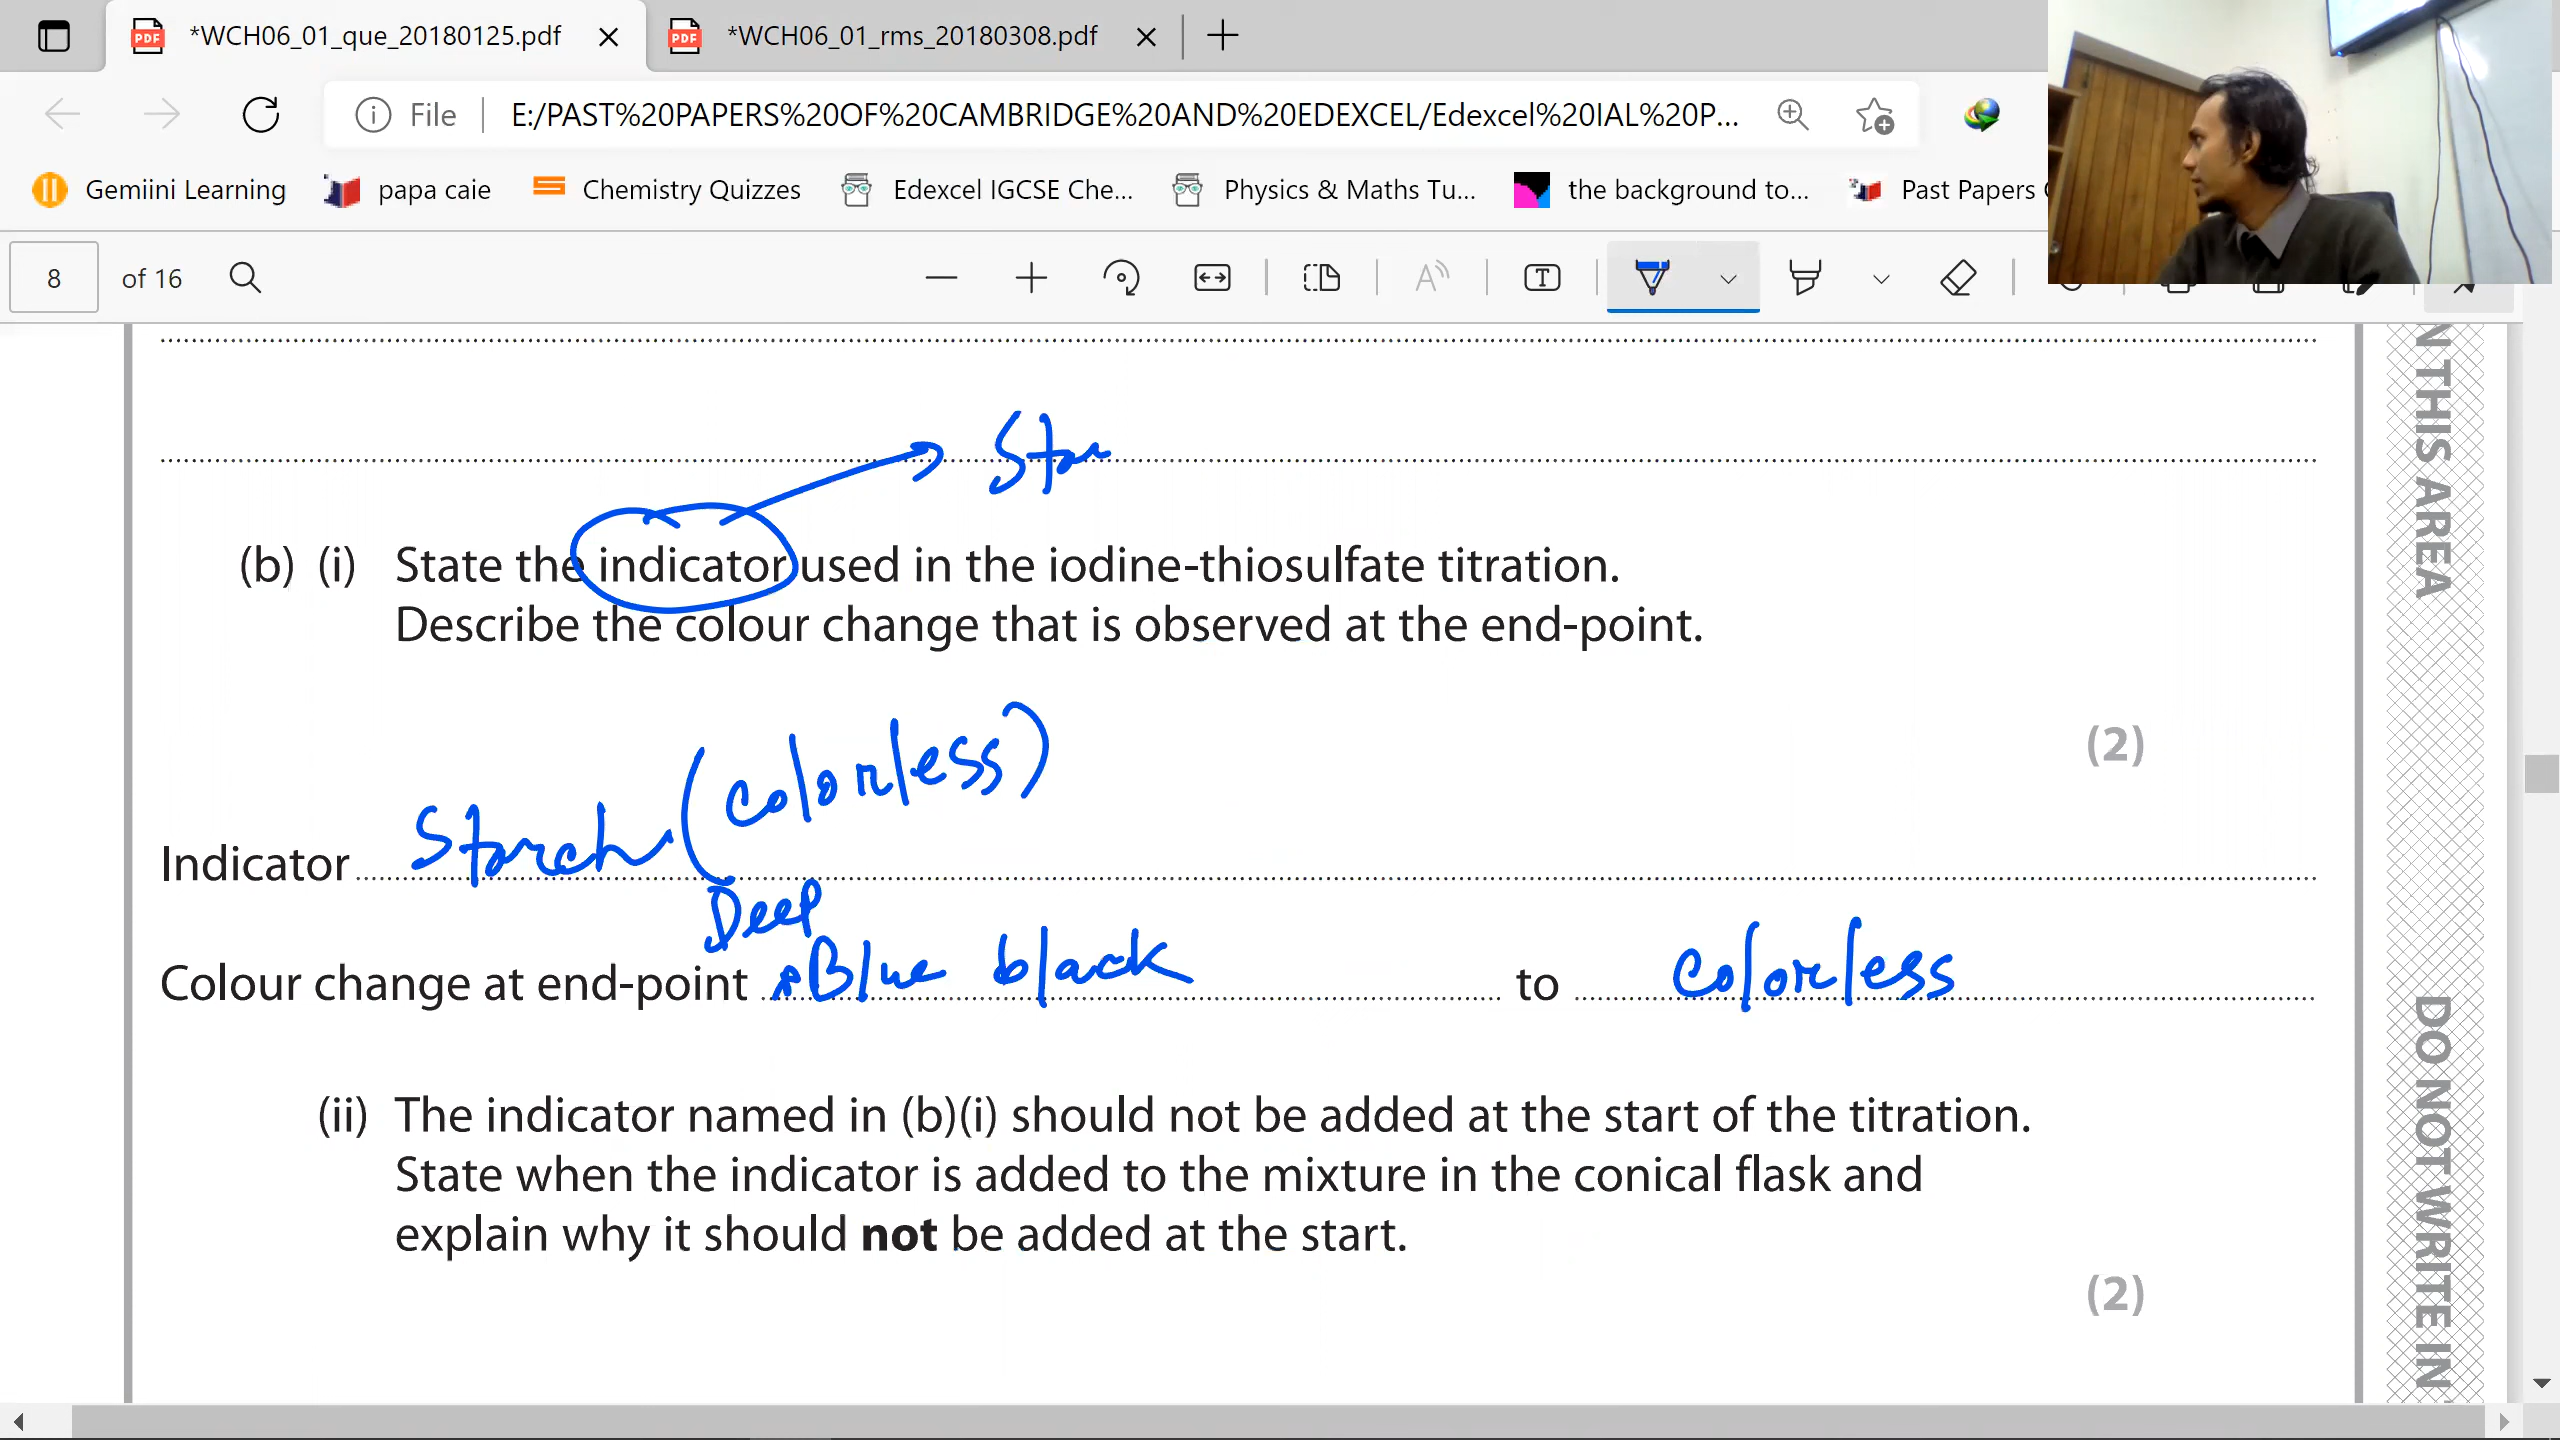 *WCH06_01_que_20180125.pdf
*WCH06_01_rms_20180308.pdf
File
E:/PAST%20PAPERS%20OF%20CAMBRIDGE%20AND%20EDEXCEL/Edexcel%20IAL%20P...
Gemiini Learning
papa caie
Chemistry Quizzes
Edexcel IGCSE Che...
Physics & Maths Tu...
the background to...
Past Papers
8 of 16
Star
(b) (i) State the indicator used in the iodine-thiosulfate titration.
Describe the colour change that is observed at the end-point.
(2)
Indicator Starch (colorless)
Deep
Colour change at end-point Blue black to colorless
(ii) The indicator named in (b)(i) should not be added at the start of the titration.
State when the indicator is added to the mixture in the conical flask and
explain why it should not be added at the start.
(2)
N THIS AREA
DO NOT WRITE IN